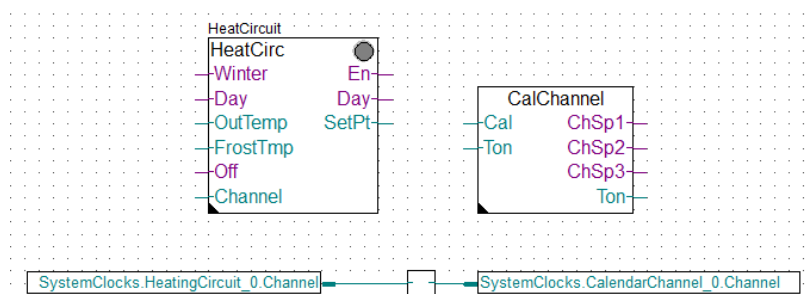 HeatCircuit
HeatCirc
Winter En
Day Day
OutTemp SetPt
FrostTmp
Off
Channel
CalChannel
Cal ChSp1
Ton ChSp2
ChSp3
Ton
SystemClocks.HeatingCircuit_0.Channel
SystemClocks.CalendarChannel_0.Channel